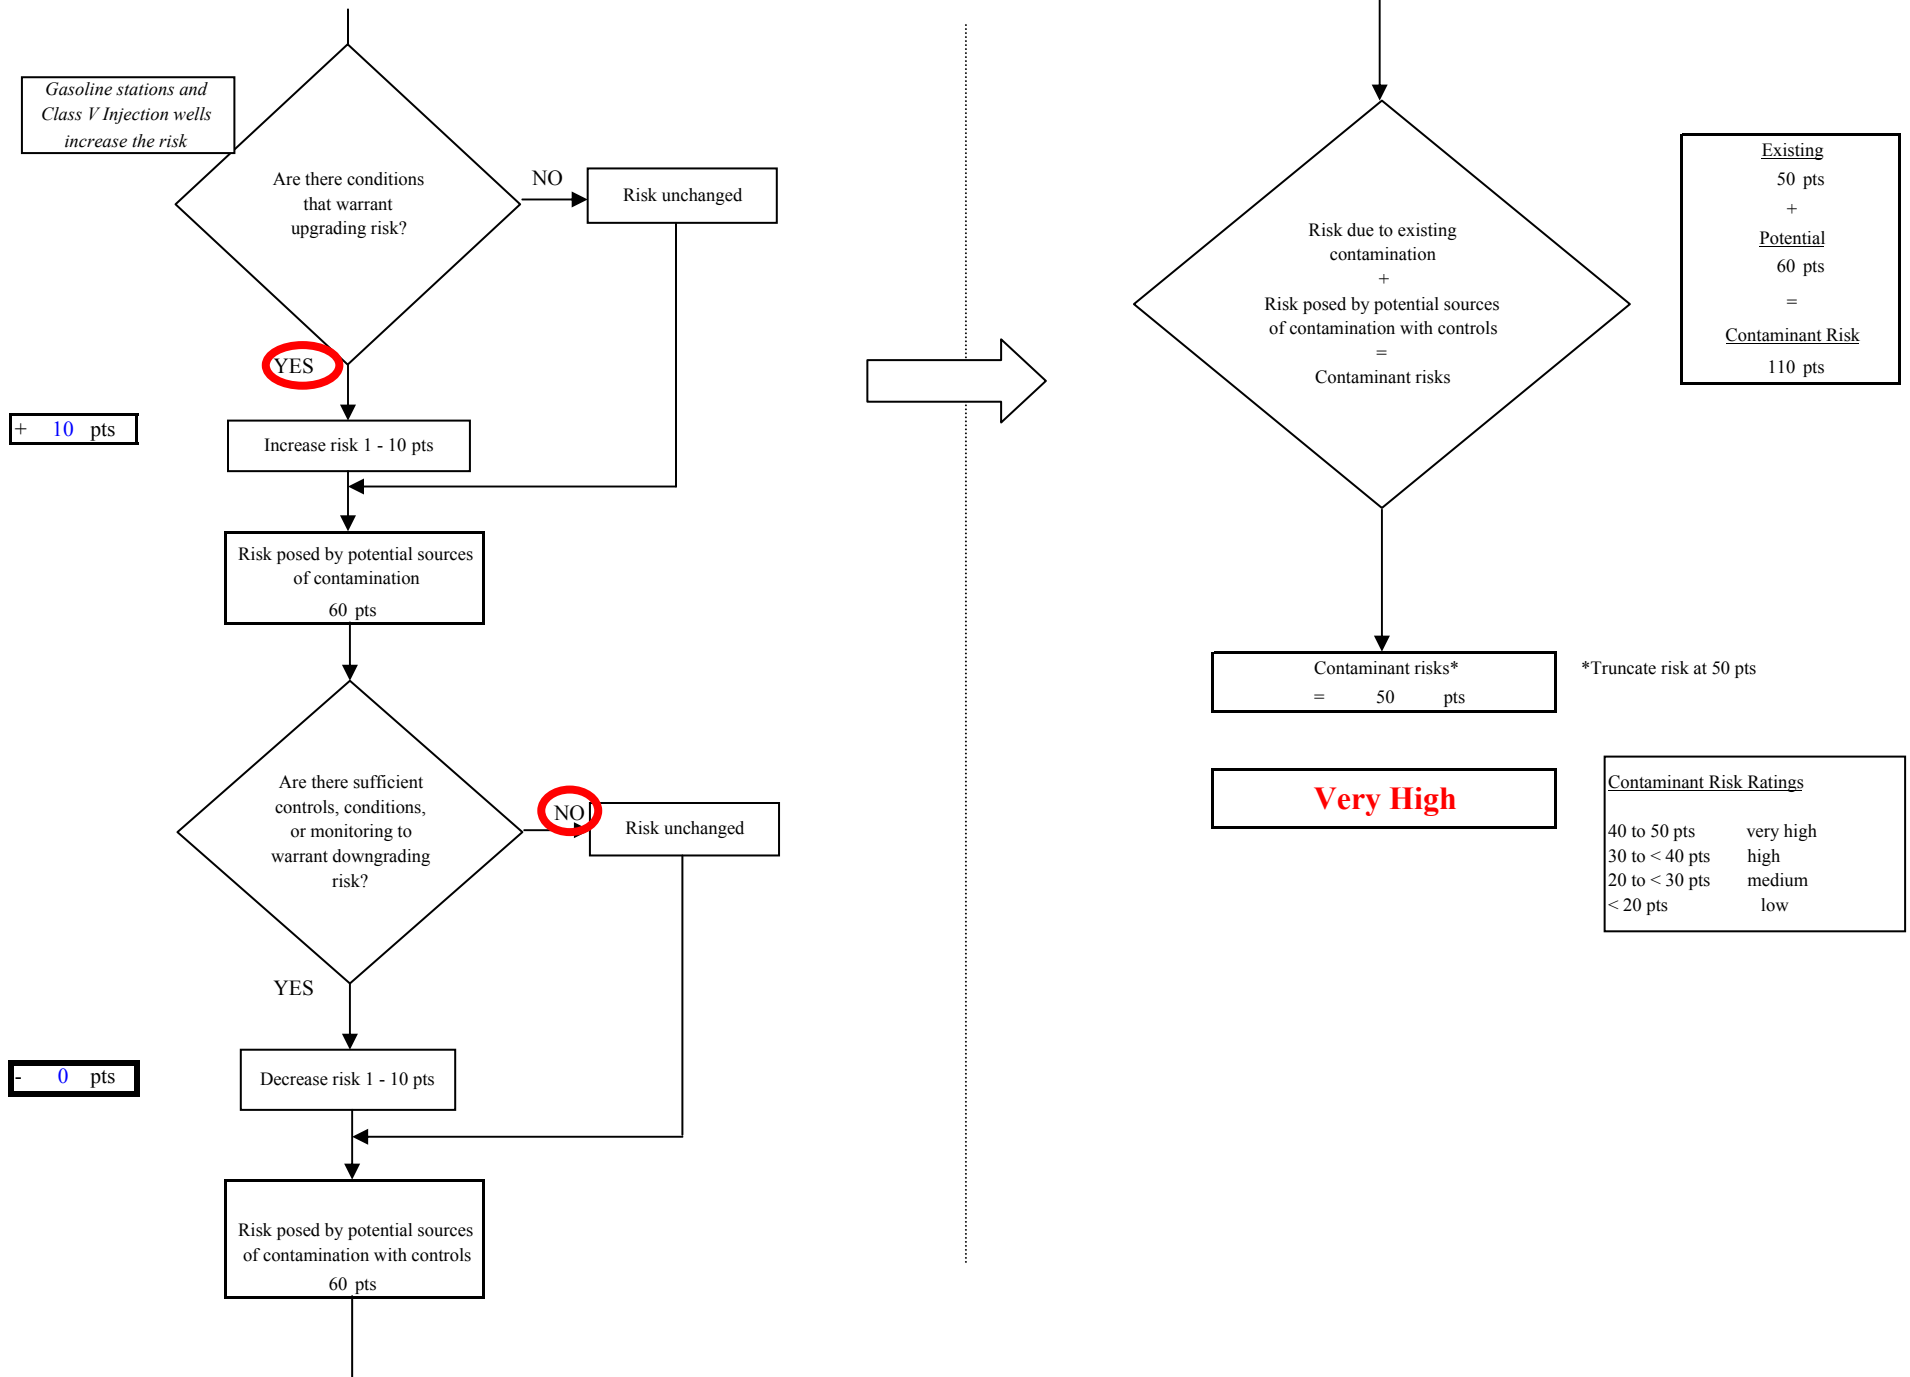 Gasoline stations and
Class V Injection wells
increase the risk
Are there conditions
that warrant
upgrading risk?
NO
Risk unchanged
YES
+ 10 pts
Increase risk 1 - 10 pts
Risk posed by potential sources
of contamination
60 pts
Are there sufficient
controls, conditions,
or monitoring to
warrant downgrading
risk?
NO
Risk unchanged
YES
- 0 pts
Decrease risk 1 - 10 pts
Risk posed by potential sources
of contamination with controls
60 pts
Risk due to existing
contamination
+
Risk posed by potential sources
of contamination with controls
=
Contaminant risks
Existing
50 pts
+
Potential
60 pts
=
Contaminant Risk
110 pts
Contaminant risks*
= 50 pts
*Truncate risk at 50 pts
Very High
Contaminant Risk Ratings
40 to 50 pts very high
30 to < 40 pts high
20 to < 30 pts medium
< 20 pts low